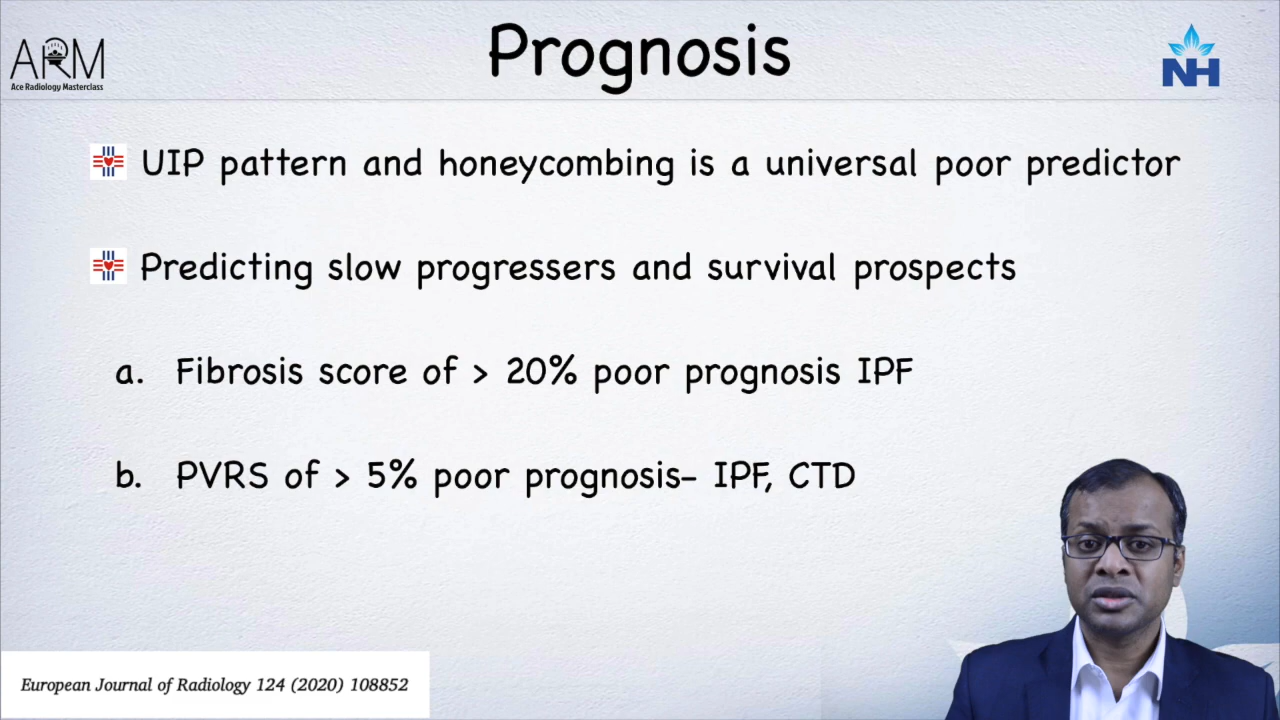 Prognosis
ARM
Ace Radiology Masterclass
NH
UIP pattern and honeycombing is a universal poor predictor
Predicting slow progressers and survival prospects
a. Fibrosis score of > 20% poor prognosis IPF
b. PVRS of > 5% poor prognosis– IPF, CTD
European Journal of Radiology 124 (2020) 108852